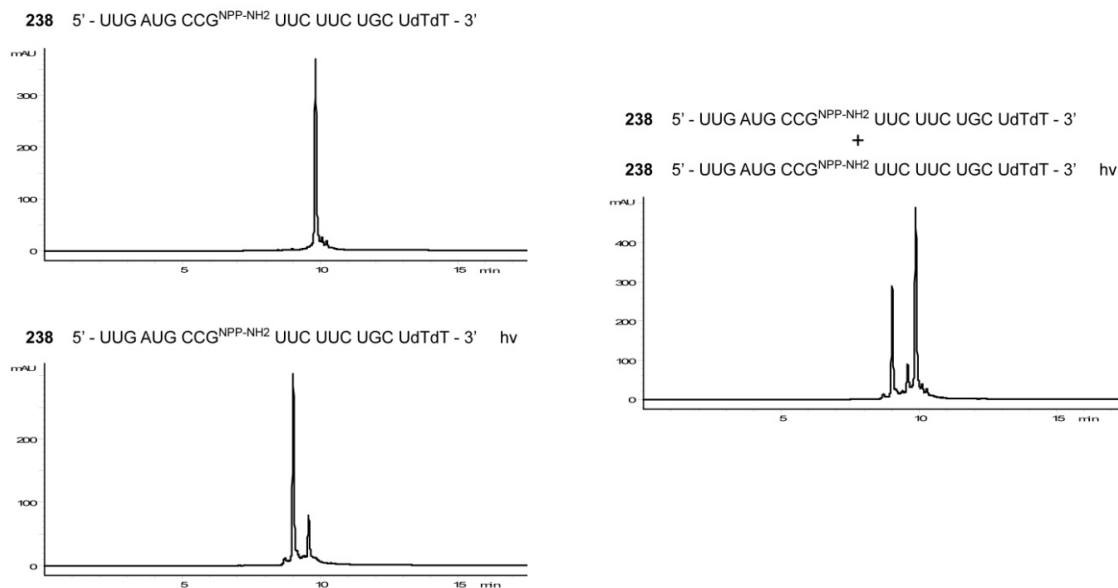 238 5' - UUG AUG CCG^NPP-NH2 UUC UUC UGC UdTdT - 3'
mAU
300
200
100
0
5 10 15 min
238 5' - UUG AUG CCG^NPP-NH2 UUC UUC UGC UdTdT - 3' hν
mAU
200
100
0
5 10 15 min
238 5' - UUG AUG CCG^NPP-NH2 UUC UUC UGC UdTdT - 3'
+
238 5' - UUG AUG CCG^NPP-NH2 UUC UUC UGC UdTdT - 3' hν
mAU
400
300
200
100
0
5 10 15 min